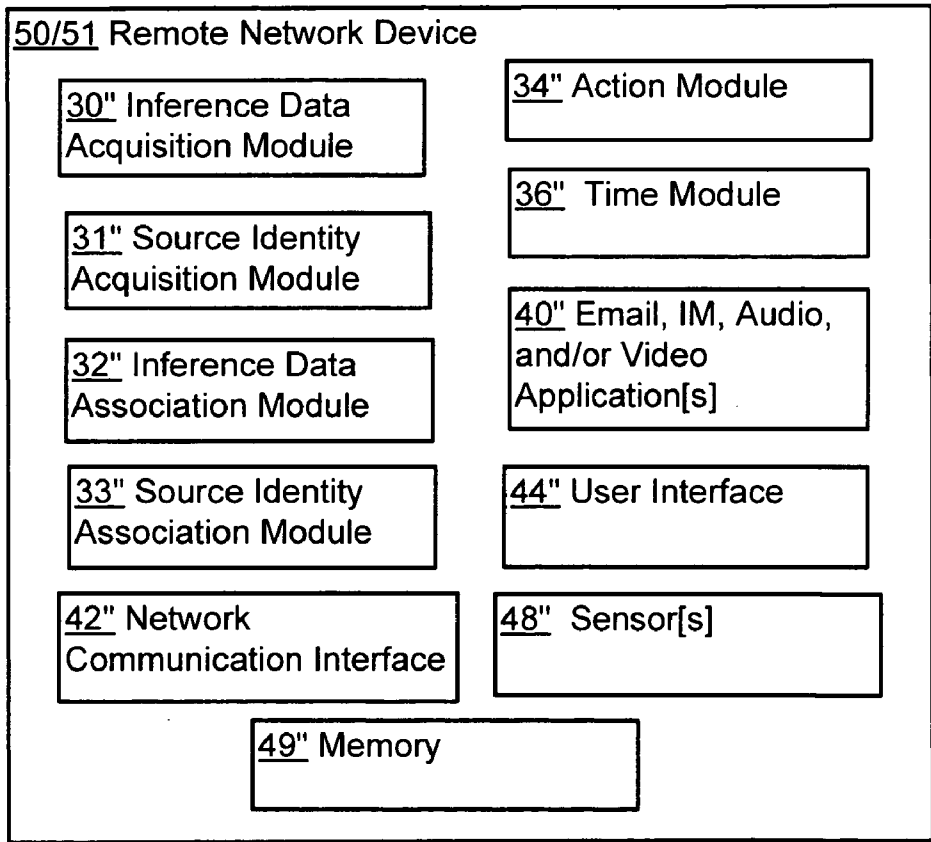 50/51 Remote Network Device
30" Inference Data
Acquisition Module
31" Source Identity
Acquisition Module
32" Inference Data
Association Module
33" Source Identity
Association Module
42" Network
Communication Interface
34" Action Module
36" Time Module
40" Email, IM, Audio,
and/or Video
Application[s]
44" User Interface
48" Sensor[s]
49" Memory